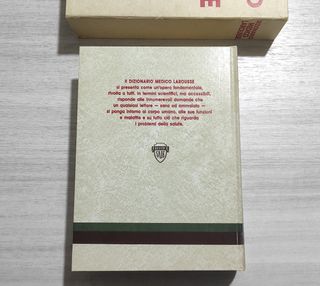 Il DIZIONARIO MEDICO LAROUSSE
si presenta come un'opera fondamentale,
rivolta a tutti. In termini scientifici, ma accessibili,
risponde alle innumerevoli domande che
un qualsiasi lettore — sano od ammalato —
si ponga intorno al corpo umano, alle sue funzioni
e malattie e su tutto ciò che riguarda
i problemi della salute.